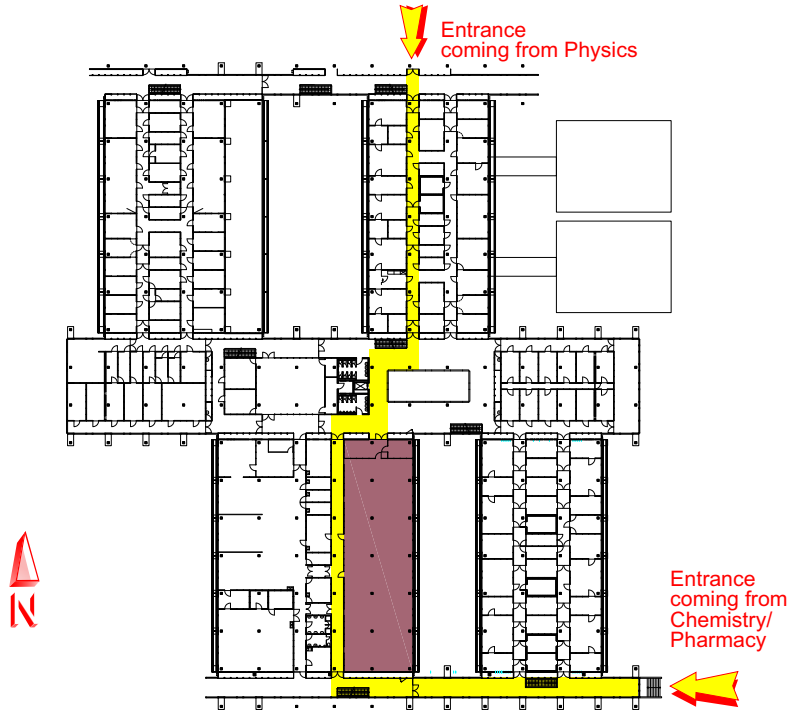 Entrance
coming from Physics
N
Entrance
coming from
Chemistry/
Pharmacy